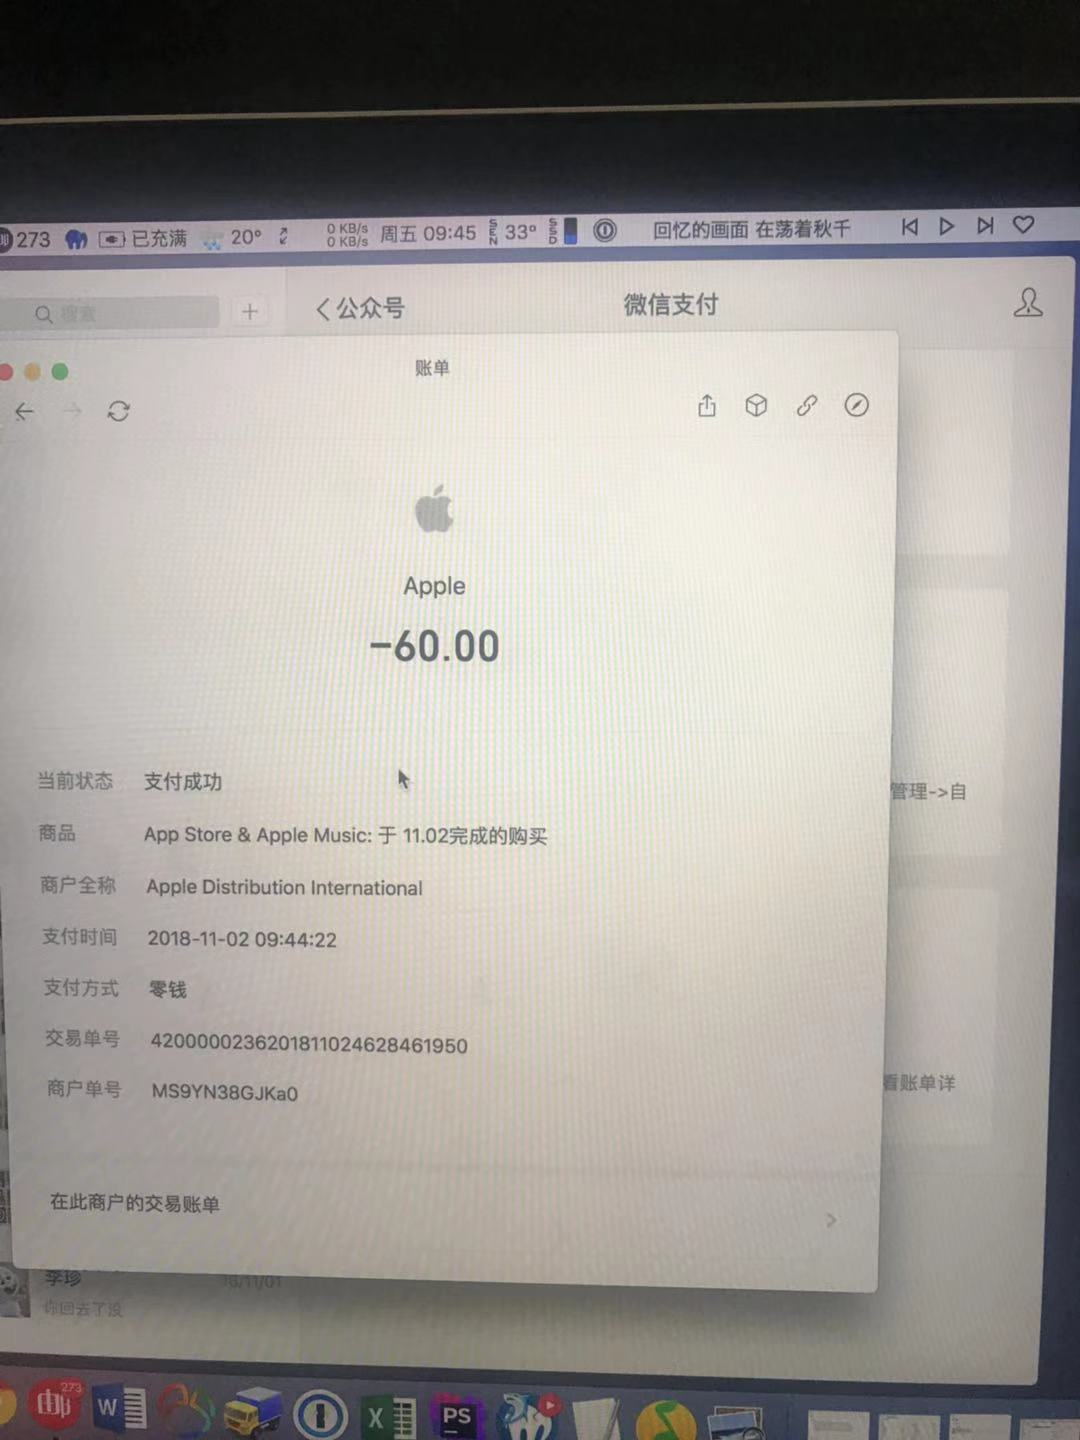 273 已充满 20° 0 KB/s 0 KB/s 周五 09:45 SEN 33° SSD 回忆的画面 在荡着秋千
搜索 + 公众号 微信支付
账单
Apple
-60.00
当前状态 支付成功
商品 App Store & Apple Music: 于 11.02完成的购买
管理->自
商户全称 Apple Distribution International
支付时间 2018-11-02 09:44:22
支付方式 零钱
交易单号 4200000236201811024628461950
看账单详
商户单号 MS9YN38GJKa0
在此商户的交易账单
李珍 18/11/01
你回去了没
273
W X PS